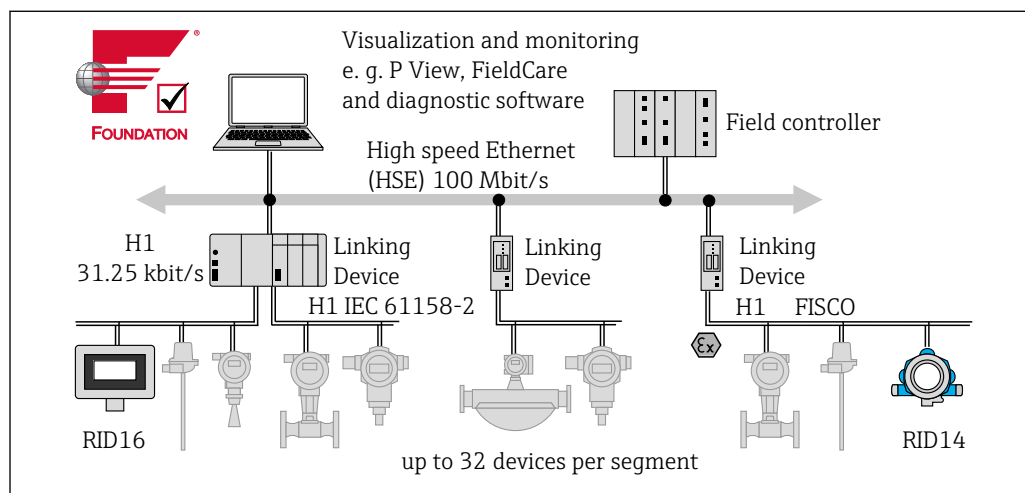 ®
FOUNDATION
Visualization and monitoring
e. g. P View, FieldCare
and diagnostic software
Field controller
High speed Ethernet
(HSE) 100 Mbit/s
H1
31.25 kbit/s
Linking
Device
Linking
Device
Linking
Device
H1 IEC 61158-2
H1 FISCO
εx
RID16
RID14
up to 32 devices per segment